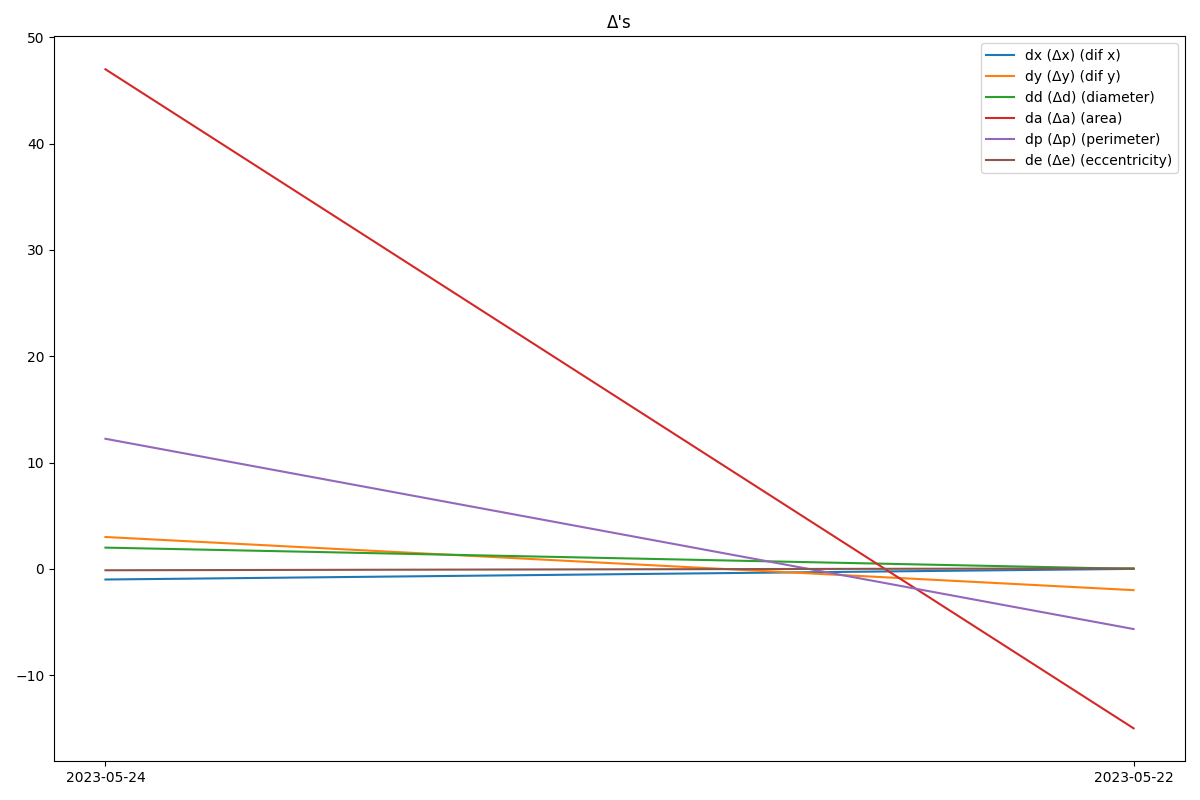 Δ's
50
40
30
20
10
0
−10
2023-05-24
2023-05-22
dx (Δx) (dif x)
dy (Δy) (dif y)
dd (Δd) (diameter)
da (Δa) (area)
dp (Δp) (perimeter)
de (Δe) (eccentricity)